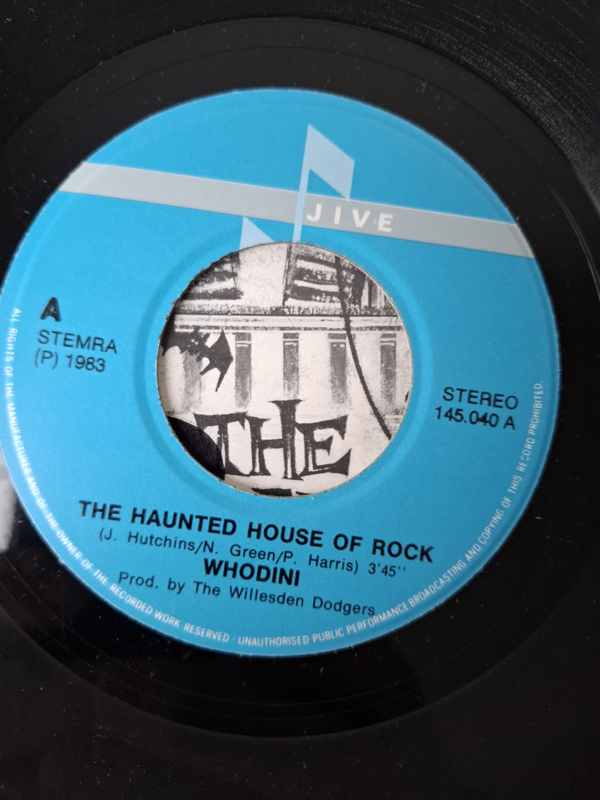 JIVE
A
STEMRA
(P) 1983
STEREO
145.040 A
THE
THE HAUNTED HOUSE OF ROCK
(J. Hutchins/N. Green/P. Harris) 3'45''
WHODINI
Prod. by The Willesden Dodgers
ALL RIGHTS OF THE MANUFACTURER AND OF THE OWNER OF THE RECORDED WORK RESERVED · UNAUTHORISED PUBLIC PERFORMANCE BROADCASTING AND COPYING OF THIS RECORD PROHIBITED.